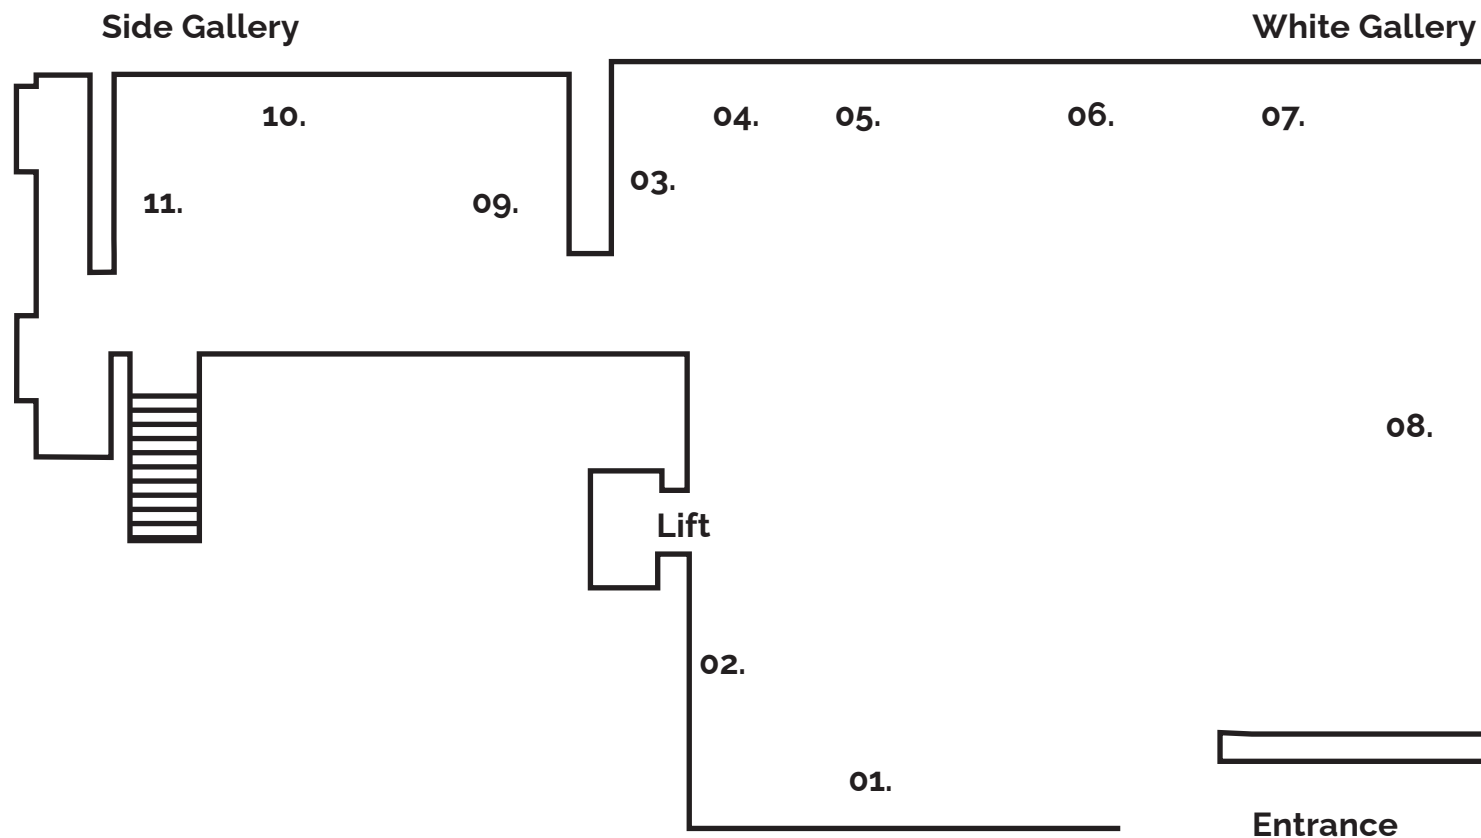 Side Gallery
White Gallery
10.
04.
05.
06.
07.
03.
11.
09.
08.
Lift
02.
01.
Entrance